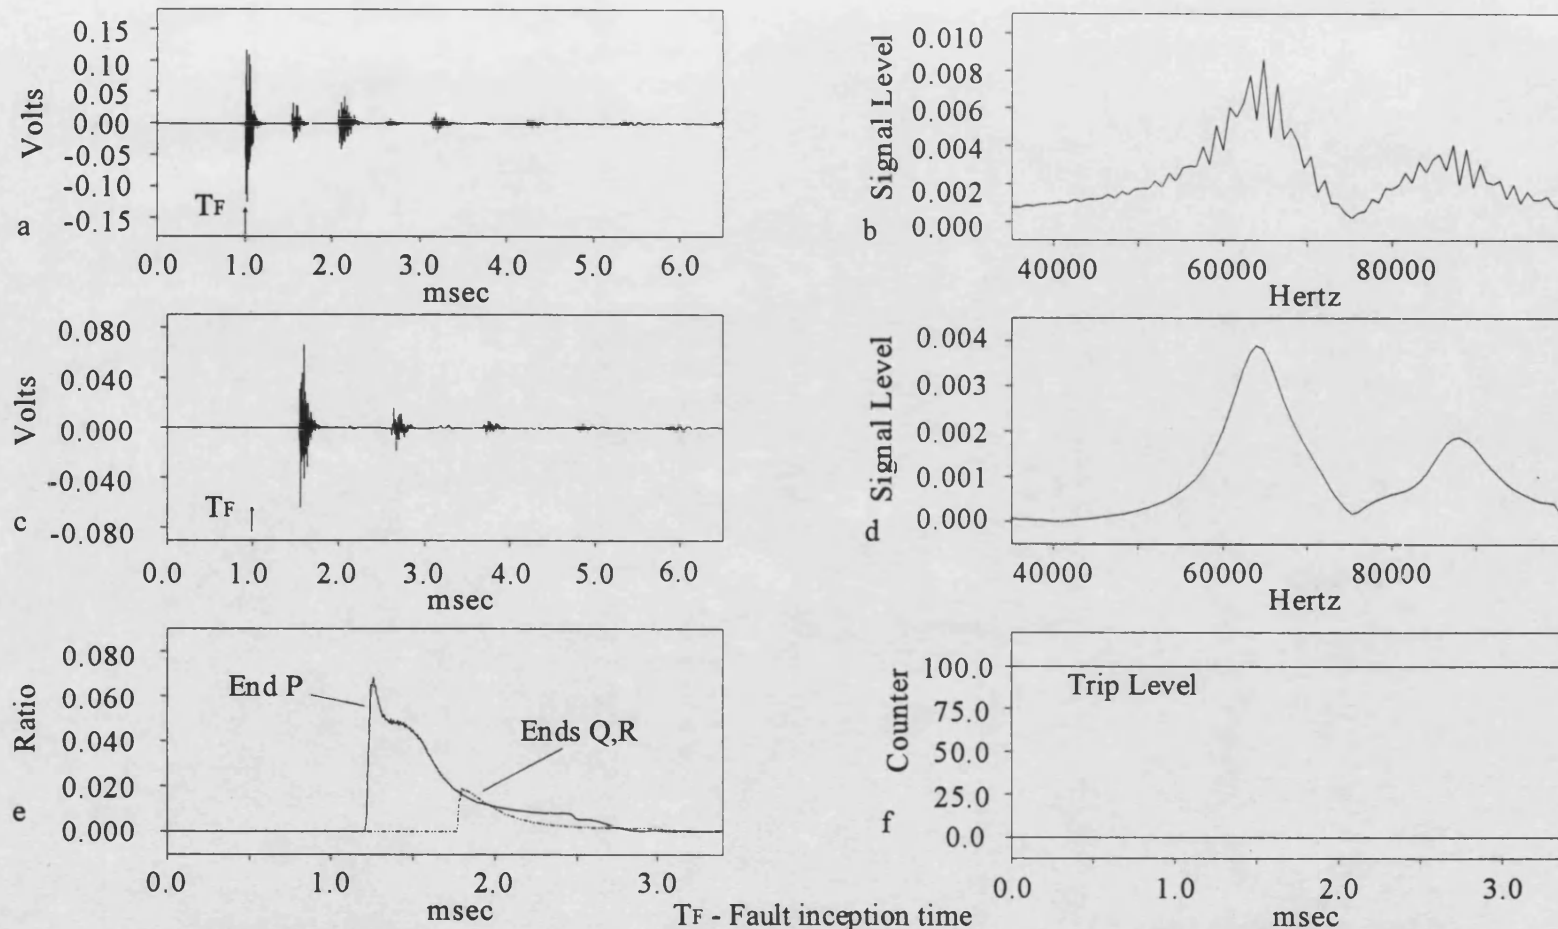 0.15
0.10
0.05
0.00
-0.05
-0.10
-0.15
Volts
TF
a
0.0 1.0 2.0 3.0 4.0 5.0 6.0
msec
0.010
0.008
0.006
0.004
0.002
0.000
Signal Level
b
40000 60000 80000
Hertz
0.080
0.040
0.000
-0.040
-0.080
Volts
TF
c
0.0 1.0 2.0 3.0 4.0 5.0 6.0
msec
0.004
0.003
0.002
0.001
0.000
Signal Level
d
40000 60000 80000
Hertz
0.080
0.060
0.040
0.020
0.000
Ratio
End P
Ends Q,R
e
0.0 1.0 2.0 3.0
msec
100.0
75.0
50.0
25.0
0.0
Counter
Trip Level
f
0.0 1.0 2.0 3.0
msec
TF - Fault inception time